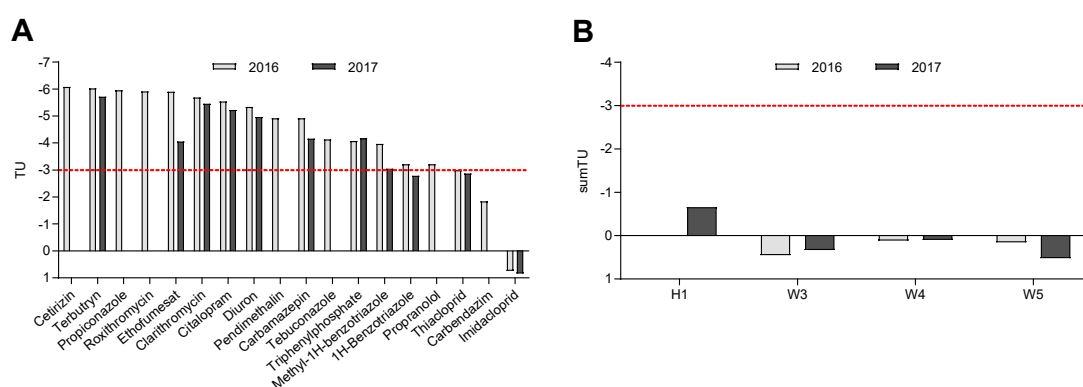 A
2016 2017
-7
-6
-5
-4
-3
-2
-1
0
1
TU
Cetirizin
Terbutryn
Propiconazole
Roxithromycin
Ethofumesat
Clarithromycin
Citalopram
Diuron
Pendimethalin
Carbamazepin
Tebuconazole
Triphenylphosphate
Methyl-1H-benzotriazole
1H-Benzotriazole
Propranolol
Thiacloprid
Carbendazim
Imidacloprid
B
2016 2017
-4
-3
-2
-1
0
1
sumTU
H1 W3 W4 W5